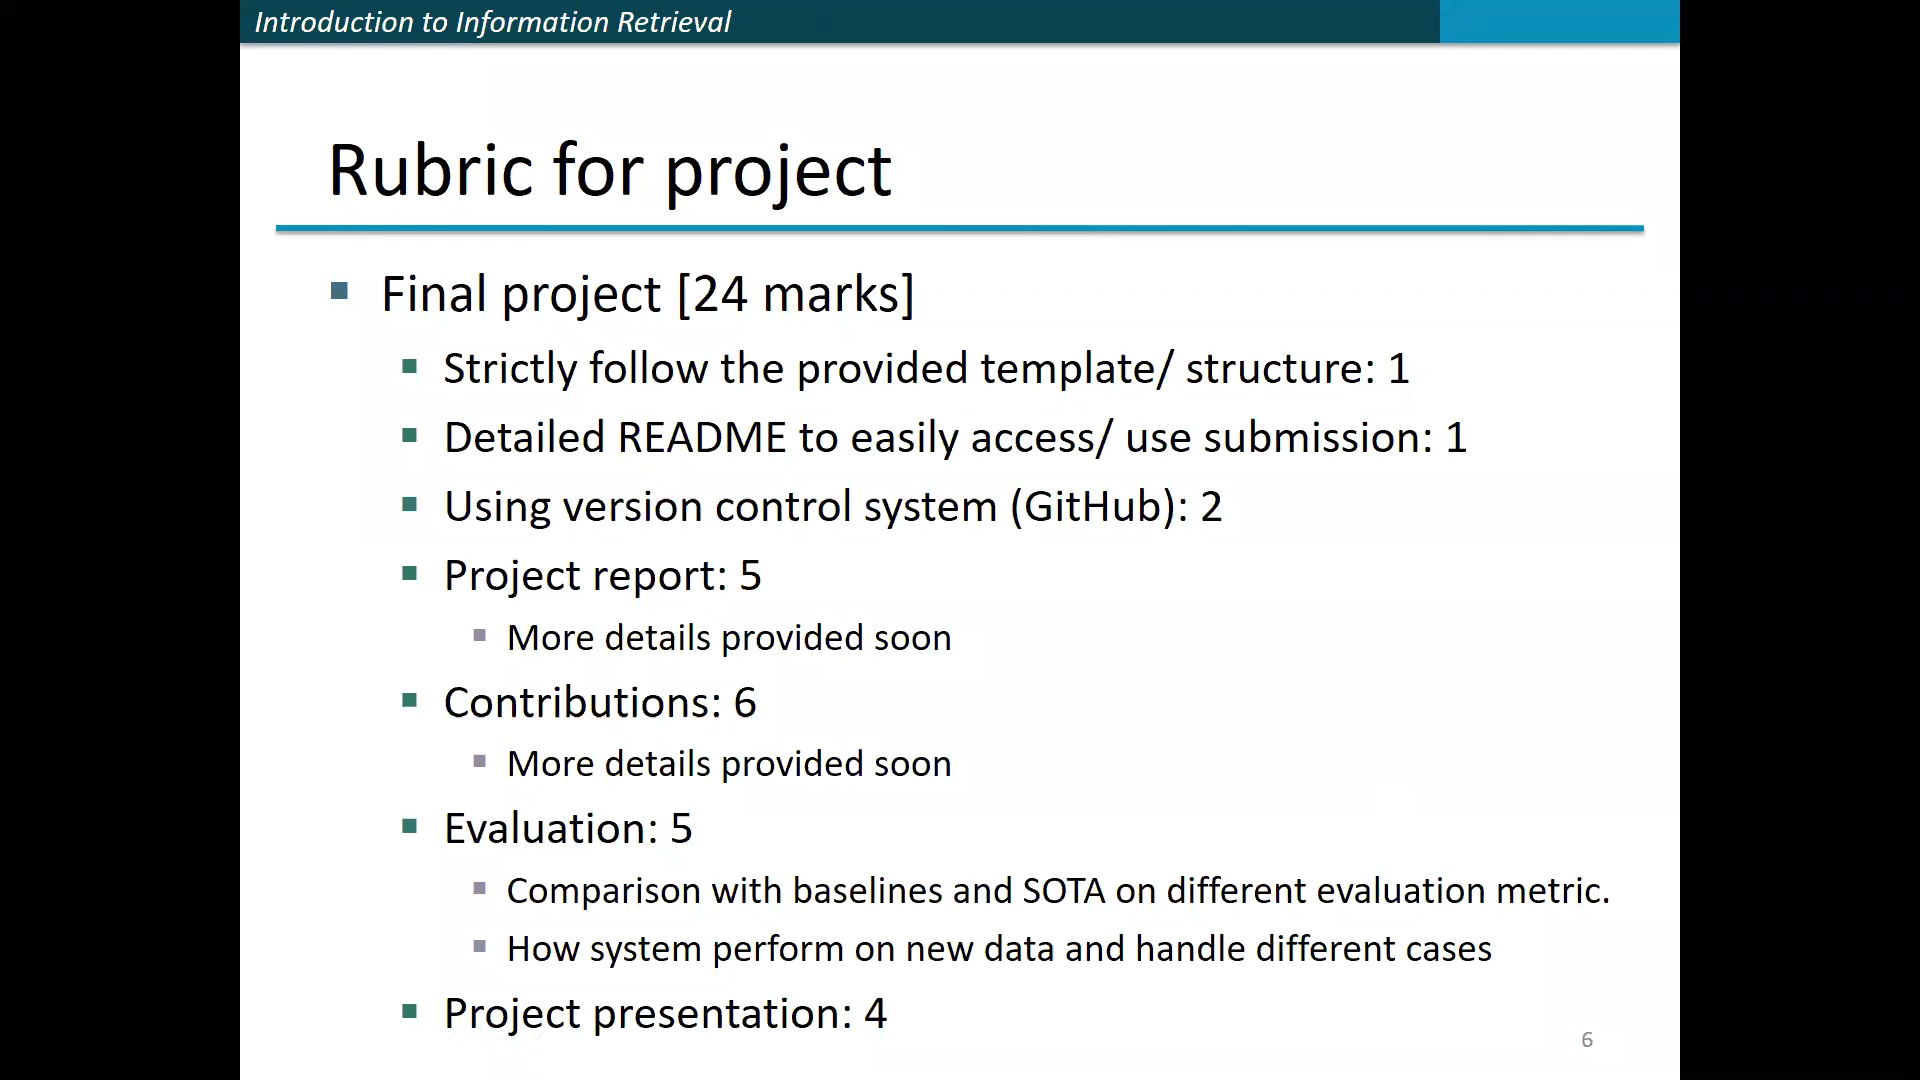 Introduction to Information Retrieval
Rubric for project
Final project [24 marks]
Strictly follow the provided template/ structure: 1
Detailed README to easily access/ use submission: 1
Using version control system (GitHub): 2
Project report: 5
More details provided soon
Contributions: 6
More details provided soon
Evaluation: 5
Comparison with baselines and SOTA on different evaluation metric.
How system perform on new data and handle different cases
Project presentation: 4
6